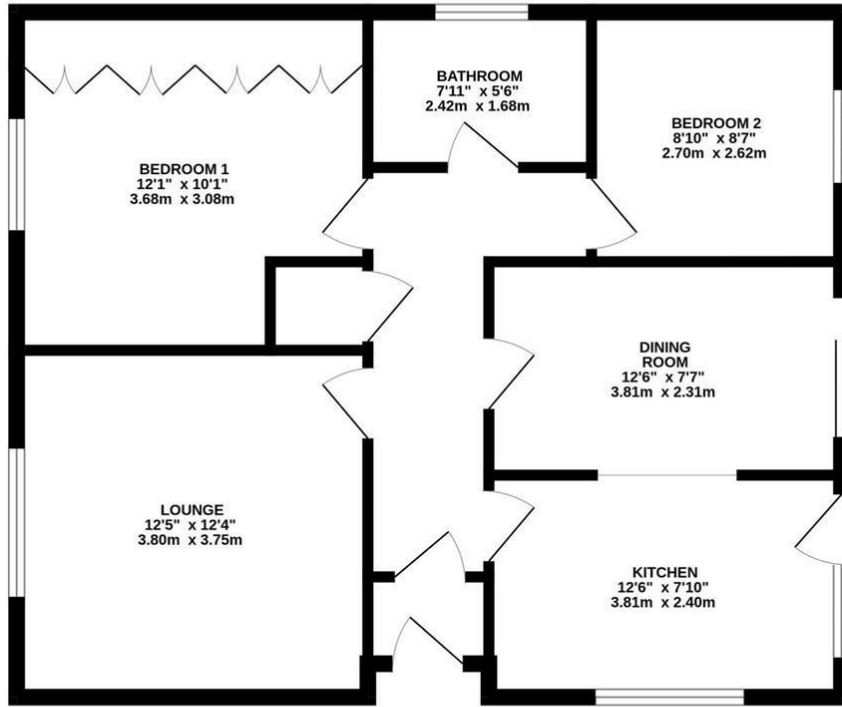 BATHROOM
7'11" x 5'6"
2.42m x 1.68m
BEDROOM 2
8'10" x 8'7"
2.70m x 2.62m
BEDROOM 1
12'1" x 10'1"
3.68m x 3.08m
DINING
ROOM
12'6" x 7'7"
3.81m x 2.31m
LOUNGE
12'5" x 12'4"
3.80m x 3.75m
KITCHEN
12'6" x 7'10"
3.81m x 2.40m